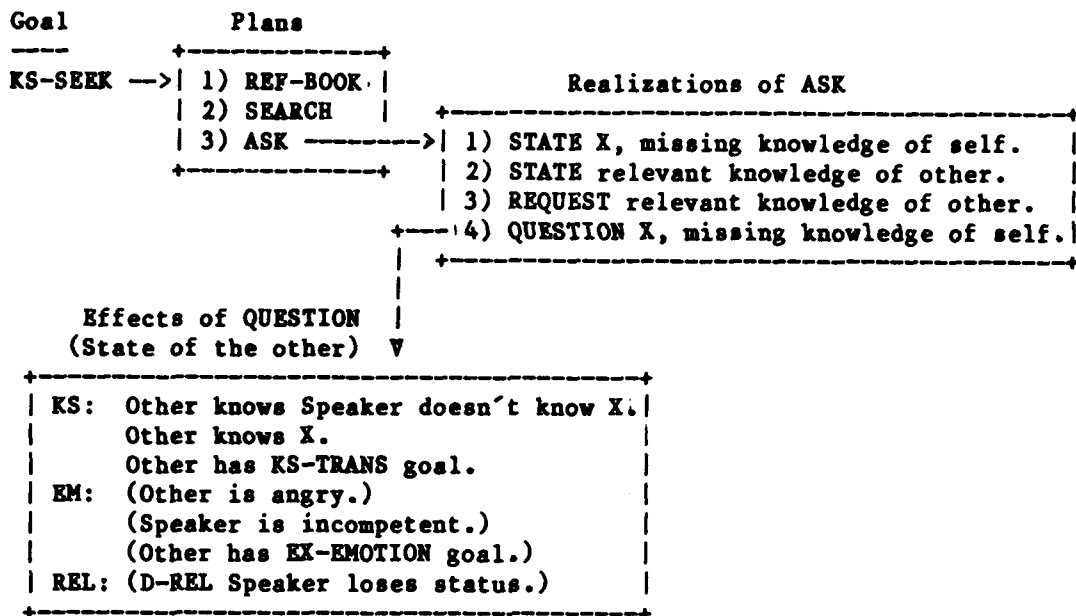 Goal Plans
KS-SEEK -->| 1) REF-BOOK | Realizations of ASK
| 2) SEARCH |
| 3) ASK -------->| 1) STATE X, missing knowledge of self. |
| 2) STATE relevant knowledge of other. |
| 3) REQUEST relevant knowledge of other. |
4) QUESTION X, missing knowledge of self.|
Effects of QUESTION |
(State of the other) V
| KS: Other knows Speaker doesn't know X.|
| Other knows X. |
| Other has KS-TRANS goal. |
| EM: (Other is angry.) |
| (Speaker is incompetent.) |
| (Other has EX-EMOTION goal.) |
| REL: (D-REL Speaker loses status.) |